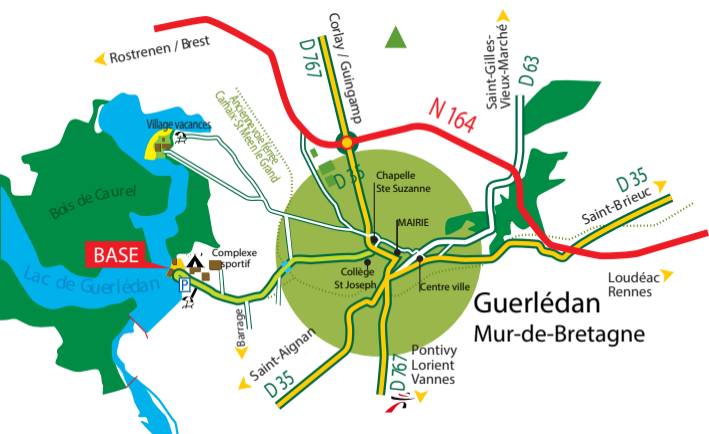 Rostrenen / Brest
Corlay / Guingamp
D 767
Saint-Gilles-
Vieux-Marché
D 63
N 164
Village vacances
Ancienne voie ferrée
Carhaix-St Méen le Grand
Bois de Caurel
D 35
Chapelle
Ste Suzanne
MAIRIE
D 35
Saint-Brieuc
BASE
Complexe
sportif
Lac de Guerlédan
P
Collège
St Joseph
Centre ville
Loudéac
Rennes
Guerlédan
Mur-de-Bretagne
Barrage
Saint-Aignan
D 35
D 767
Pontivy
Lorient
Vannes